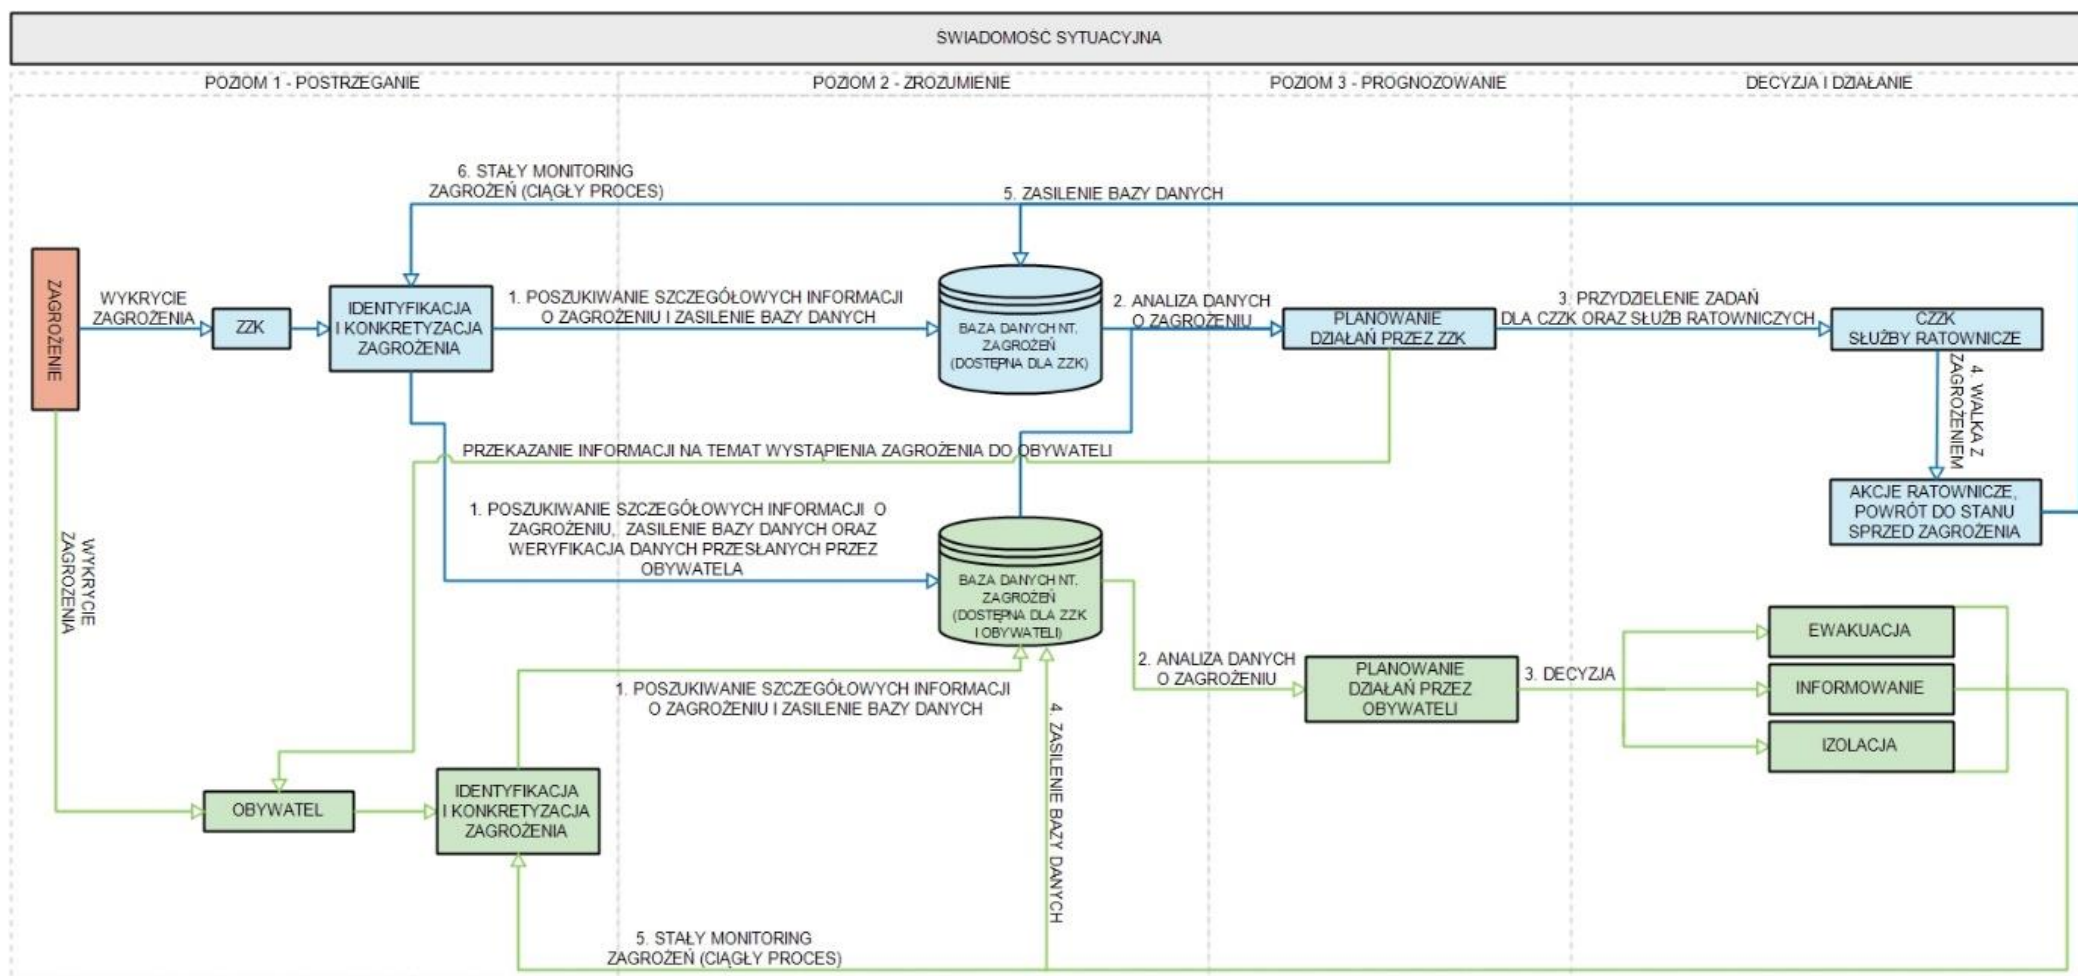 ŚWIADOMOŚĆ SYTUACYJNA
POZIOM 1 - POSTRZEGANIE
POZIOM 2 - ZROZUMIENIE
POZIOM 3 - PROGNOZOWANIE
DECYZJA I DZIAŁANIE
6. STAŁY MONITORING
ZAGROŻEŃ (CIĄGŁY PROCES)
5. ZASILENIE BAZY DANYCH
ZAGROŻENIE
WYKRYCIE
ZAGROŻENIA
ZZK
IDENTYFIKACJA
I KONKRETYZACJA
ZAGROŻENIA
1. POSZUKIWANIE SZCZEGÓŁOWYCH INFORMACJI
O ZAGROŻENIU I ZASILENIE BAZY DANYCH
BAZA DANYCH NT.
ZAGROŻEŃ
(DOSTĘPNA DLA ZZK)
2. ANALIZA DANYCH
O ZAGROŻENIU
PLANOWANIE
DZIAŁAŃ PRZEZ ZZK
3. PRZYDZIELENIE ZADAŃ
DLA CZZK ORAZ SŁUŻB RATOWNICZYCH
CZZK
SŁUŻBY RATOWNICZE
4. WALKA Z
ZAGROŻENIEM
PRZEKAZANIE INFORMACJI NA TEMAT WYSTĄPIENIA ZAGROŻENIA DO OBYWATELI
AKCJE RATOWNICZE,
POWRÓT DO STANU
SPRZED ZAGROŻENIA
1. POSZUKIWANIE SZCZEGÓŁOWYCH INFORMACJI O
ZAGROŻENIU, ZASILENIE BAZY DANYCH ORAZ
WERYFIKACJA DANYCH PRZESŁANYCH PRZEZ
OBYWATELA
WYKRYCIE
ZAGROŻENIA
BAZA DANYCH NT.
ZAGROŻEŃ
(DOSTĘPNA DLA ZZK
I OBYWATELI)
2. ANALIZA DANYCH
O ZAGROŻENIU
PLANOWANIE
DZIAŁAŃ PRZEZ
OBYWATELI
3. DECYZJA
EWAKUACJA
INFORMOWANIE
IZOLACJA
1. POSZUKIWANIE SZCZEGÓŁOWYCH INFORMACJI
O ZAGROŻENIU I ZASILENIE BAZY DANYCH
4. ZASILENIE BAZY DANYCH
OBYWATEL
IDENTYFIKACJA
I KONKRETYZACJA
ZAGROŻENIA
5. STAŁY MONITORING
ZAGROŻEŃ (CIĄGŁY PROCES)